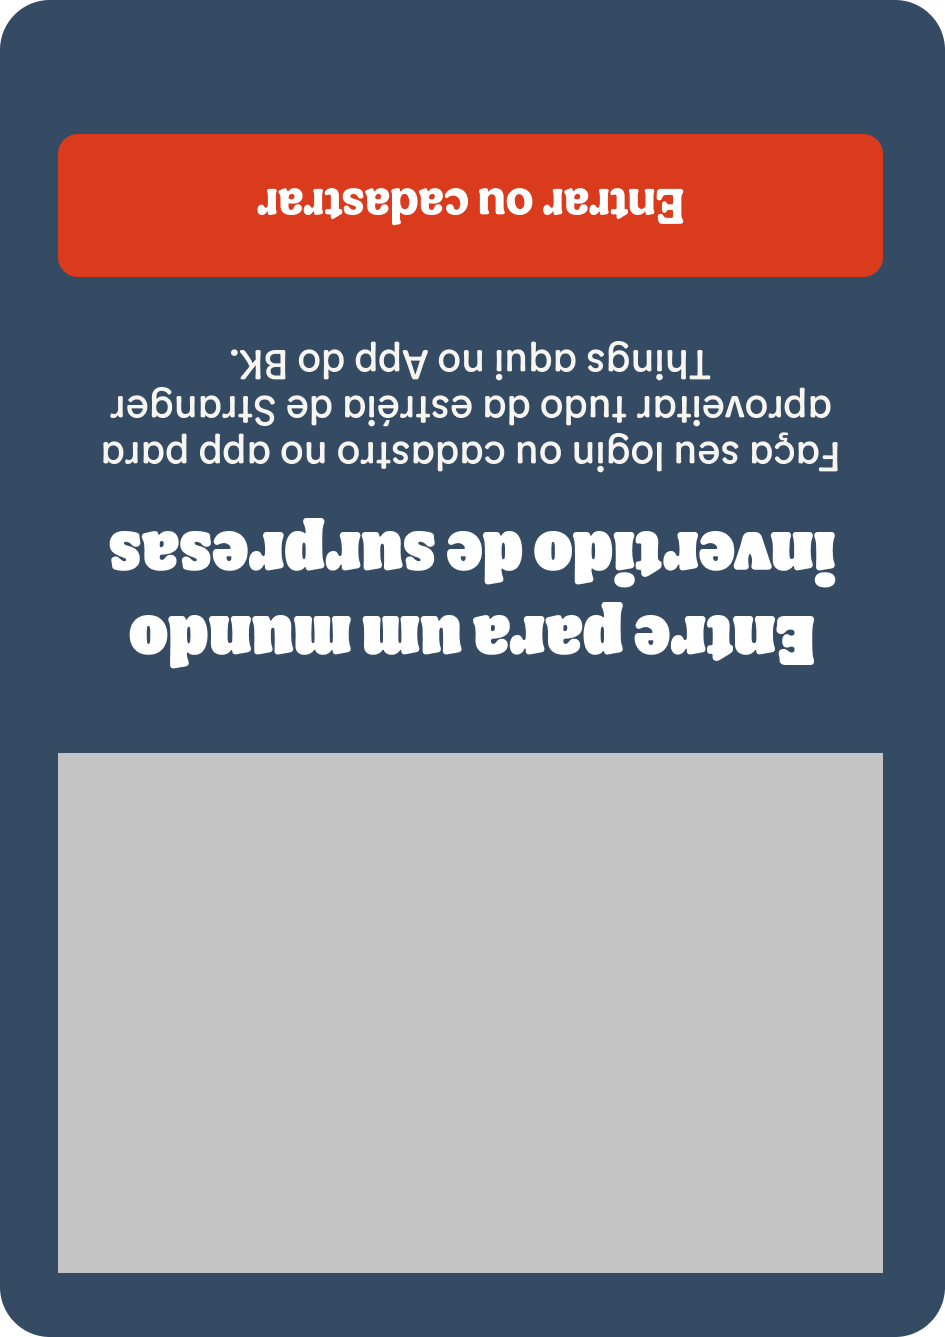 Entre para um mundo
invertido de surpresas
Faça seu login ou cadastro no app para
aproveitar tudo da estréia de Stranger
Things aqui no App do BK.
Entrar ou cadastrar